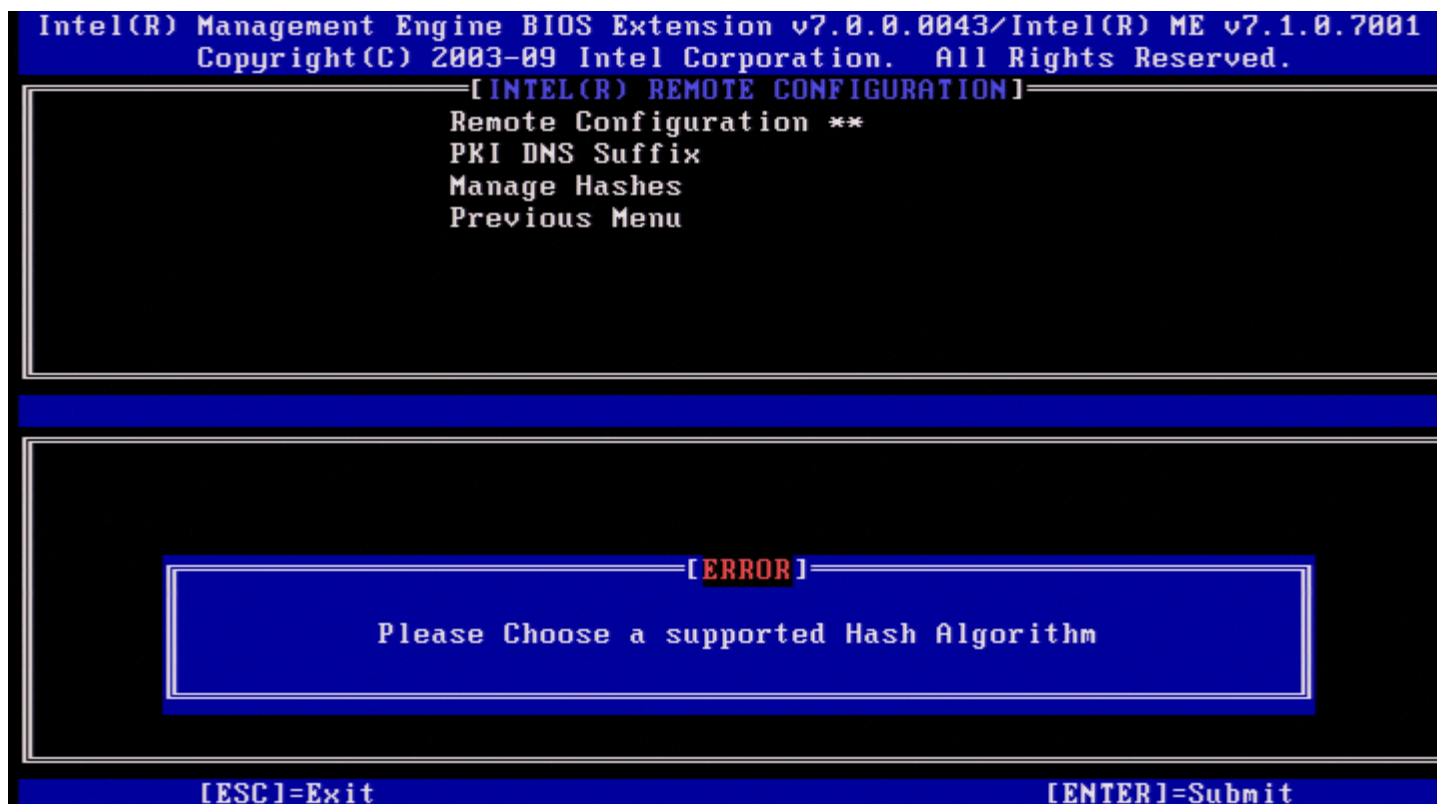 Intel(R) Management Engine BIOS Extension v7.0.0.0043/Intel(R) ME v7.1.0.7001
Copyright(C) 2003-09 Intel Corporation. All Rights Reserved.
[INTEL(R) REMOTE CONFIGURATION]
Remote Configuration **
PKI DNS Suffix
Manage Hashes
Previous Menu
[ERROR]
Please Choose a supported Hash Algorithm
[ESC]=Exit [ENTER]=Submit